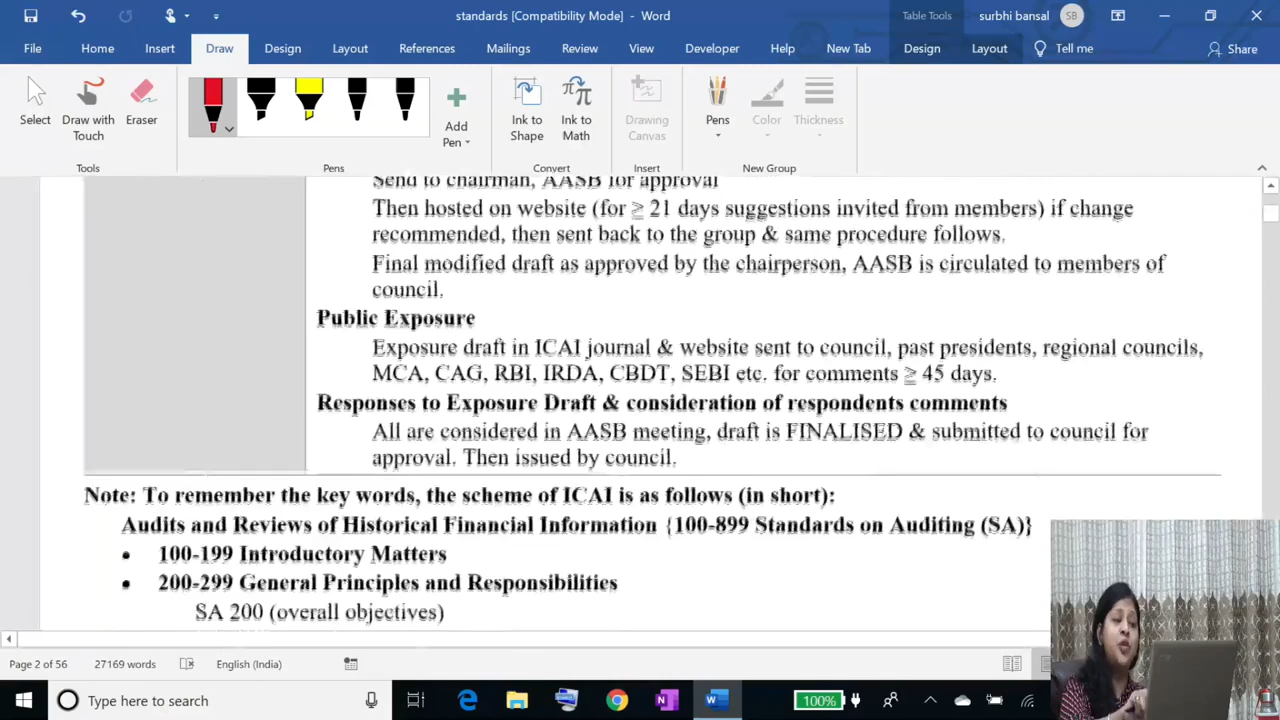 standards [Compatibility Mode] - Word
Table Tools
surbhi bansal
SB
File Home Insert Draw Design Layout References Mailings Review View Developer Help New Tab Design Layout Tell me Share
Select
Draw with Touch
Eraser
Add Pen
Ink to Shape
Ink to Math
Drawing Canvas
Pens
Color
Thickness
Tools
Pens
Convert
Insert
New Group
Send to chairman, AASB for approval
Then hosted on website (for ≥ 21 days suggestions invited from members) if change
recommended, then sent back to the group & same procedure follows.
Final modified draft as approved by the chairperson, AASB is circulated to members of
council.
Public Exposure
Exposure draft in ICAI journal & website sent to council, past presidents, regional councils,
MCA, CAG, RBI, IRDA, CBDT, SEBI etc. for comments ≥ 45 days.
Responses to Exposure Draft & consideration of respondents comments
All are considered in AASB meeting, draft is FINALISED & submitted to council for
approval. Then issued by council.
Note: To remember the key words, the scheme of ICAI is as follows (in short):
Audits and Reviews of Historical Financial Information {100-899 Standards on Auditing (SA)}
• 100-199 Introductory Matters
• 200-299 General Principles and Responsibilities
SA 200 (overall objectives)
Page 2 of 56 27169 words English (India)
Type here to search
100%